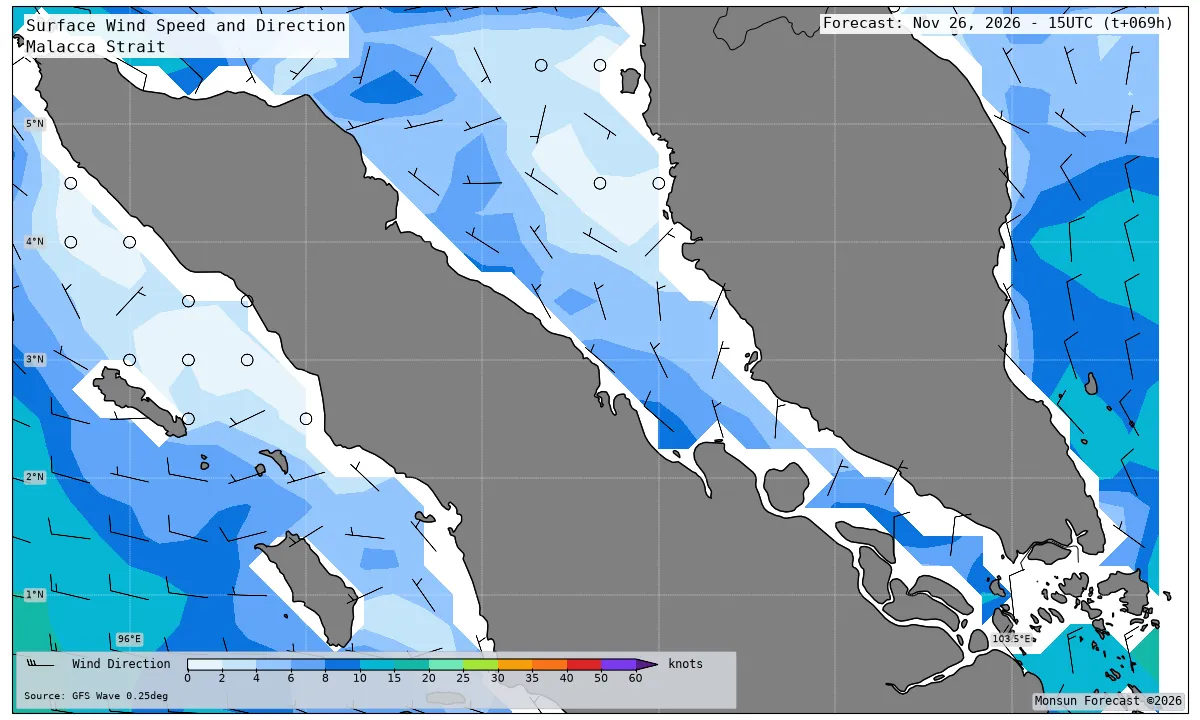 Surface Wind Speed and Direction
Malacca Strait
Forecast: Nov 26, 2026 - 15UTC (t+069h)
5°N
4°N
3°N
2°N
1°N
96°E
103.5°E
Wind Direction
0 2 4 6 8 10 15 20 25 30 35 40 50 60
knots
Source: GFS Wave 0.25deg
Monsun Forecast ©2026